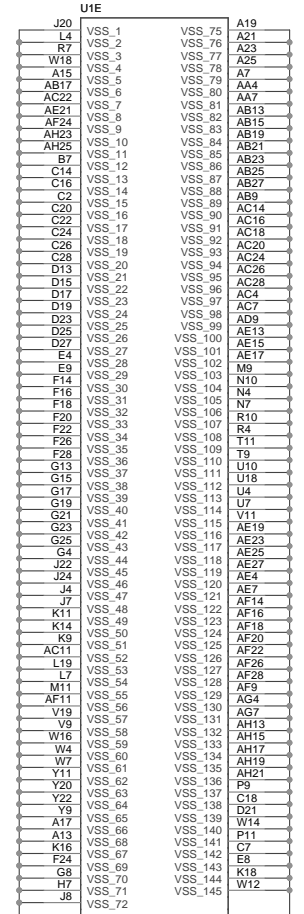 U1E
J20 VSS_1 VSS_75 A19
L4 VSS_2 VSS_76 A21
R7 VSS_3 VSS_77 A23
W18 VSS_4 VSS_78 A25
A15 VSS_5 VSS_79 A7
AB17 VSS_6 VSS_80 AA4
AC22 VSS_7 VSS_81 AA7
AE21 VSS_8 VSS_82 AB13
AF24 VSS_9 VSS_83 AB15
AH23 VSS_10 VSS_84 AB19
AH25 VSS_11 VSS_85 AB21
B7 VSS_12 VSS_86 AB23
C14 VSS_13 VSS_87 AB25
C16 VSS_14 VSS_88 AB27
C2 VSS_15 VSS_89 AB9
C20 VSS_16 VSS_90 AC14
C22 VSS_17 VSS_91 AC16
C24 VSS_18 VSS_92 AC18
C26 VSS_19 VSS_93 AC20
C28 VSS_20 VSS_94 AC24
D13 VSS_21 VSS_95 AC26
D15 VSS_22 VSS_96 AC28
D17 VSS_23 VSS_97 AC4
D19 VSS_24 VSS_98 AC7
D23 VSS_25 VSS_99 AD9
D25 VSS_26 VSS_100 AE13
D27 VSS_27 VSS_101 AE15
E4 VSS_28 VSS_102 AE17
E9 VSS_29 VSS_103 M9
F14 VSS_30 VSS_104 N10
F16 VSS_31 VSS_105 N4
F18 VSS_32 VSS_106 N7
F20 VSS_33 VSS_107 R10
F22 VSS_34 VSS_108 R4
F26 VSS_35 VSS_109 T11
F28 VSS_36 VSS_110 T9
G13 VSS_37 VSS_111 U10
G15 VSS_38 VSS_112 U18
G17 VSS_39 VSS_113 U4
G19 VSS_40 VSS_114 U7
G21 VSS_41 VSS_115 V11
G23 VSS_42 VSS_116 AE19
G25 VSS_43 VSS_117 AE23
G4 VSS_44 VSS_118 AE25
J22 VSS_45 VSS_119 AE27
J24 VSS_46 VSS_120 AE4
J4 VSS_47 VSS_121 AE7
J7 VSS_48 VSS_122 AF14
K11 VSS_49 VSS_123 AF16
K14 VSS_50 VSS_124 AF18
K9 VSS_51 VSS_125 AF20
AC11 VSS_52 VSS_126 AF22
L19 VSS_53 VSS_127 AF26
L7 VSS_54 VSS_128 AF28
M11 VSS_55 VSS_129 AF9
AF11 VSS_56 VSS_130 AG4
V19 VSS_57 VSS_131 AG7
V9 VSS_58 VSS_132 AH13
W16 VSS_59 VSS_133 AH15
W4 VSS_60 VSS_134 AH17
W7 VSS_61 VSS_135 AH19
Y11 VSS_62 VSS_136 AH21
Y20 VSS_63 VSS_137 P9
Y22 VSS_64 VSS_138 C18
Y9 VSS_65 VSS_139 D21
A17 VSS_66 VSS_140 W14
A13 VSS_67 VSS_141 P11
K16 VSS_68 VSS_142 C7
F24 VSS_69 VSS_143 E8
G8 VSS_70 VSS_144 K18
H7 VSS_71 VSS_145 W12
J8 VSS_72